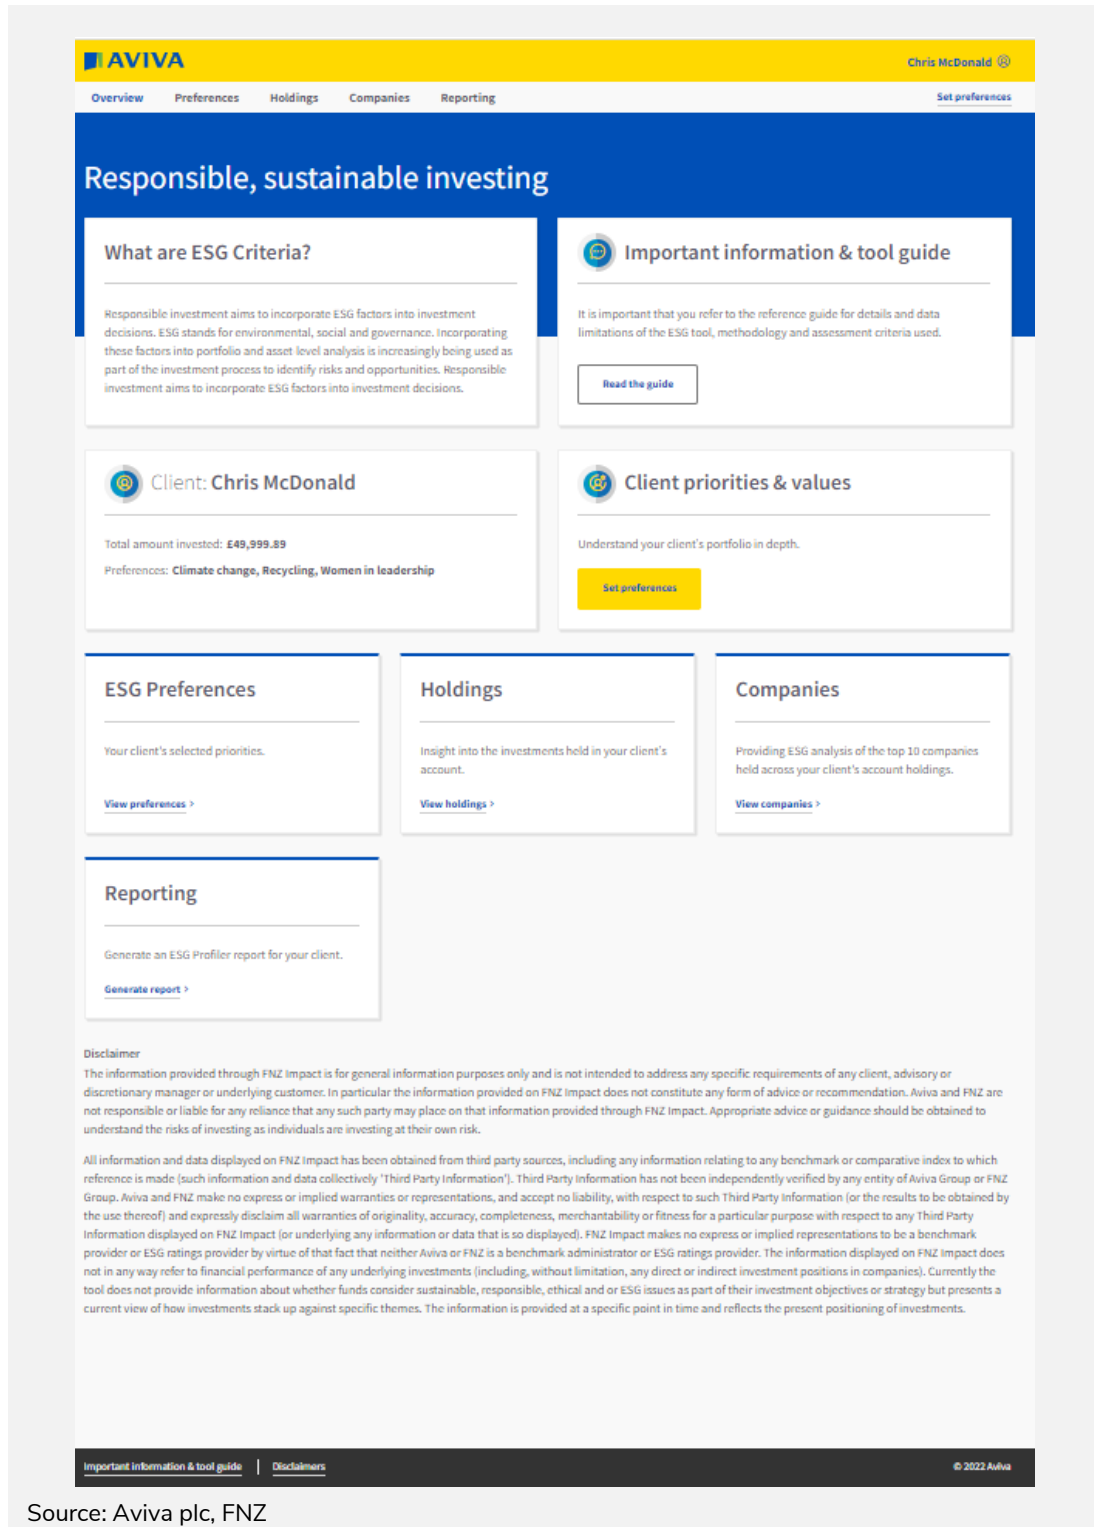 AVIVA
Chris McDonald
Overview Preferences Holdings Companies Reporting Set preferences
Responsible, sustainable investing
What are ESG Criteria?
Responsible investment aims to incorporate ESG factors into investment
decisions. ESG stands for environmental, social and governance. Incorporating
these factors into portfolio and asset level analysis is increasingly being used as
part of the investment process to identify risks and opportunities. Responsible
investment aims to incorporate ESG factors into investment decisions.
Important information & tool guide
It is important that you refer to the reference guide for details and data
limitations of the ESG tool, methodology and assessment criteria used.
Read the guide
Client: Chris McDonald
Total amount invested: £49,999.89
Preferences: Climate change, Recycling, Women in leadership
Client priorities & values
Understand your client's portfolio in depth.
Set preferences
ESG Preferences
Your client's selected priorities.
View preferences >
Holdings
Insight into the investments held in your client's
account.
View holdings >
Companies
Providing ESG analysis of the top 10 companies
held across your client's account holdings.
View companies >
Reporting
Generate an ESG Profiler report for your client.
Generate report >
Disclaimer
The information provided through FNZ Impact is for general information purposes only and is not intended to address any specific requirements of any client, advisory or
discretionary manager or underlying customer. In particular the information provided on FNZ Impact does not constitute any form of advice or recommendation. Aviva and FNZ are
not responsible or liable for any reliance that any such party may place on that information provided through FNZ Impact. Appropriate advice or guidance should be obtained to
understand the risks of investing as individuals are investing at their own risk.
All information and data displayed on FNZ Impact has been obtained from third party sources, including any information relating to any benchmark or comparative index to which
reference is made (such information and data collectively 'Third Party Information'). Third Party Information has not been independently verified by any entity of Aviva Group or FNZ
Group. Aviva and FNZ make no express or implied warranties or representations, and accept no liability, with respect to such Third Party Information (or the results to be obtained by
the use thereof) and expressly disclaim all warranties of originality, accuracy, completeness, merchantability or fitness for a particular purpose with respect to any Third Party
Information displayed on FNZ Impact (or underlying any information or data that is so displayed). FNZ Impact makes no express or implied representations to be a benchmark
provider or ESG ratings provider by virtue of that fact that neither Aviva or FNZ is a benchmark administrator or ESG ratings provider. The information displayed on FNZ Impact does
not in any way refer to financial performance of any underlying investments (including, without limitation, any direct or indirect investment positions in companies). Currently the
tool does not provide information about whether funds consider sustainable, responsible, ethical and or ESG issues as part of their investment objectives or strategy but presents a
current view of how investments stack up against specific themes. The information is provided at a specific point in time and reflects the present positioning of investments.
Important information & tool guide | Disclaimers © 2022 Aviva
Source: Aviva plc, FNZ